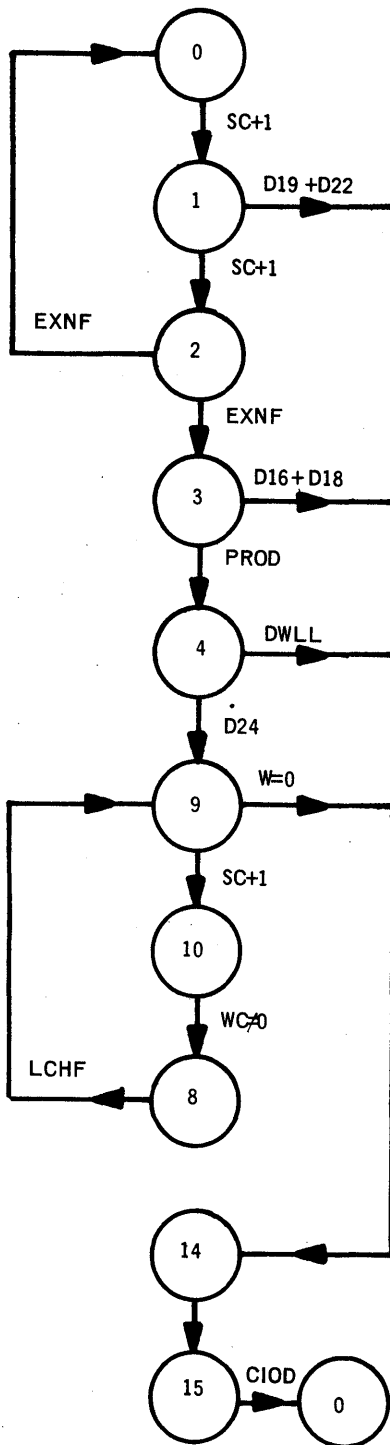 0
SC+1
1
D19 +D22
SC+1
EXNF
2
EXNF
3
D16+D18
PROD
4
DWLL
D24
9
W=0
SC+1
10
WC≠0
LCHF
8
14
15
CIOD
0